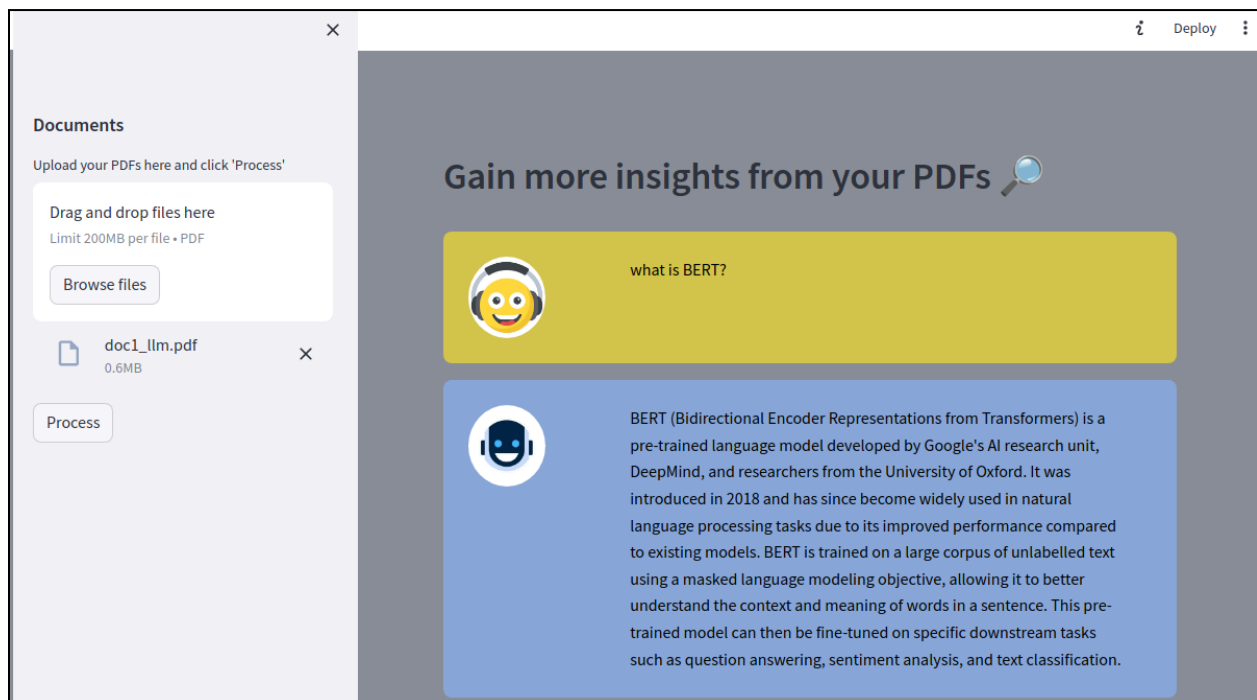 Deploy
Documents
Upload your PDFs here and click 'Process'
Drag and drop files here
Limit 200MB per file • PDF
Browse files
doc1_llm.pdf
0.6MB
Process
Gain more insights from your PDFs
what is BERT?
BERT (Bidirectional Encoder Representations from Transformers) is a
pre-trained language model developed by Google's AI research unit,
DeepMind, and researchers from the University of Oxford. It was
introduced in 2018 and has since become widely used in natural
language processing tasks due to its improved performance compared
to existing models. BERT is trained on a large corpus of unlabelled text
using a masked language modeling objective, allowing it to better
understand the context and meaning of words in a sentence. This pre-
trained model can then be fine-tuned on specific downstream tasks
such as question answering, sentiment analysis, and text classification.